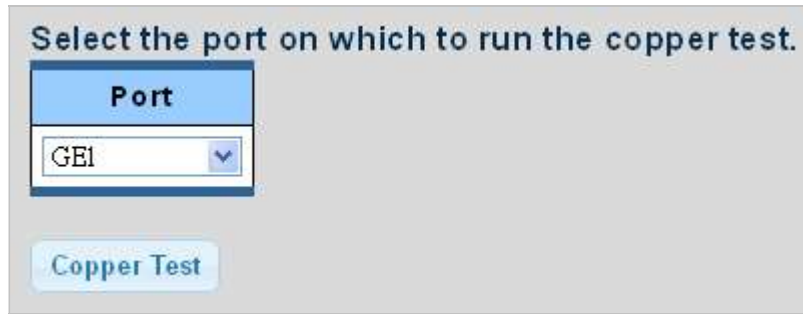 Select the port on which to run the copper test.
Port
GE1
Copper Test